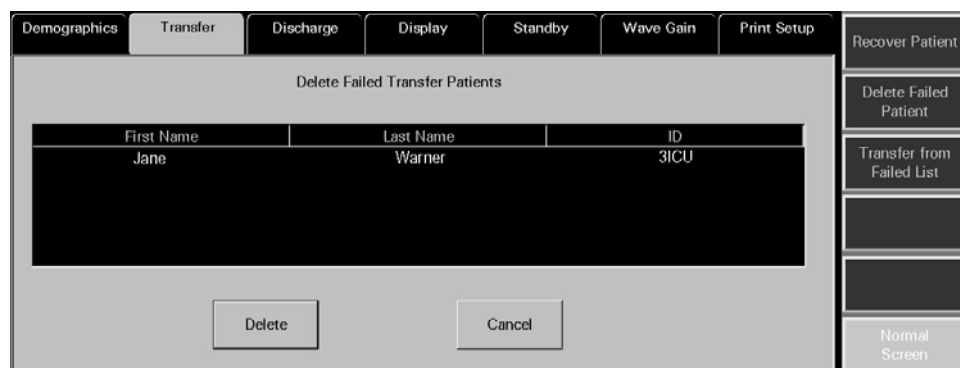 Demographics
Transfer
Discharge
Display
Standby
Wave Gain
Print Setup
Delete Failed Transfer Patients
First Name
Last Name
ID
Jane
Warner
3ICU
Delete
Cancel
Recover Patient
Delete Failed
Patient
Transfer from
Failed List
Normal
Screen